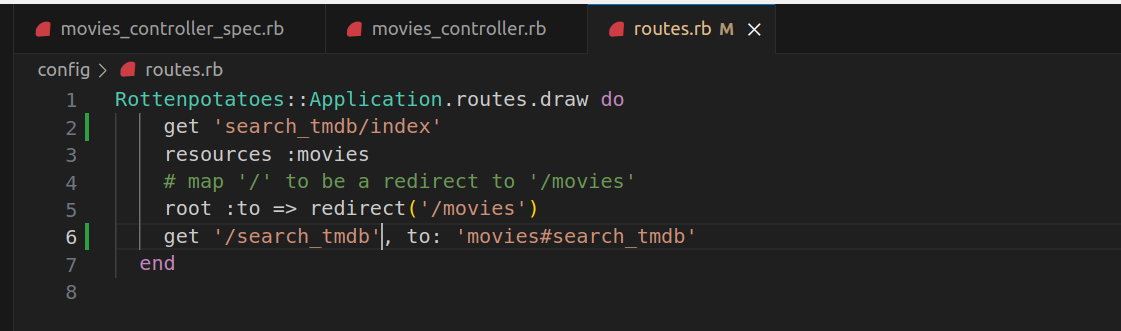 movies_controller_spec.rb movies_controller.rb routes.rb M
config > routes.rb
1 Rottenpotatoes::Application.routes.draw do
2 get 'search_tmdb/index'
3 resources :movies
4 # map '/' to be a redirect to '/movies'
5 root :to => redirect('/movies')
6 get '/search_tmdb', to: 'movies#search_tmdb'
7 end
8